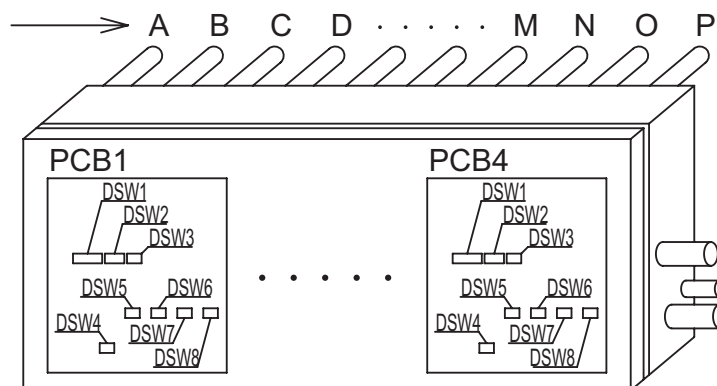 A B C D · · · · · M N O P
PCB1 PCB4
DSW1 DSW1
DSW2 DSW2
DSW3 DSW3
· · · · ·
DSW5 DSW6 DSW5 DSW6
DSW4 DSW7 DSW4 DSW7
DSW8 DSW8